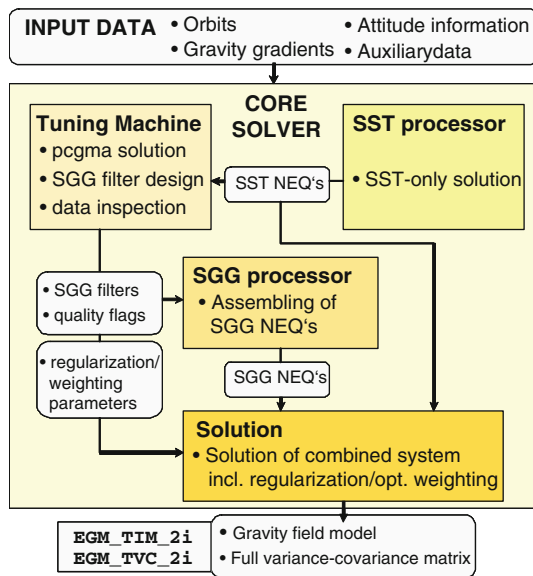 INPUT DATA
• Orbits
• Gravity gradients
• Attitude information
• Auxiliarydata
CORE
SOLVER
Tuning Machine
• pcgma solution
• SGG filter design
• data inspection
SST NEQ‘s
SST processor
• SST-only solution
• SGG filters
• quality flags
• regularization/
weighting
parameters
SGG processor
• Assembling of
SGG NEQ‘s
SGG NEQ‘s
Solution
• Solution of combined system
incl. regularization/opt. weighting
EGM_TIM_2i
EGM_TVC_2i
• Gravity field model
• Full variance-covariance matrix